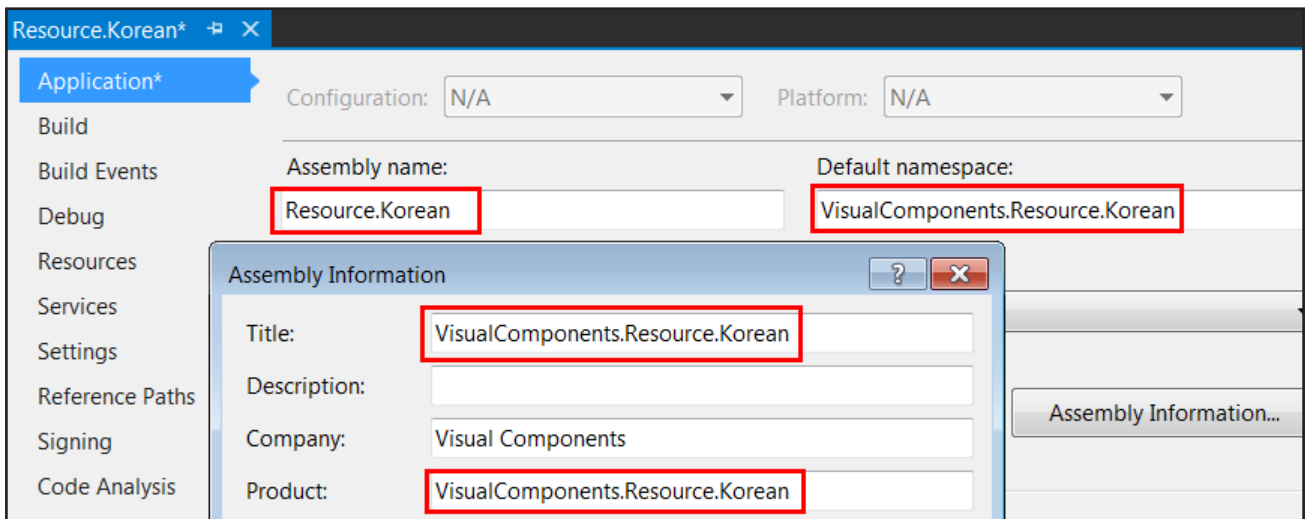 Resource.Korean*
Application*
Configuration: N/A Platform: N/A
Build
Build Events
Assembly name: Default namespace:
Debug
Resource.Korean VisualComponents.Resource.Korean
Resources
Assembly Information
Services
Title: VisualComponents.Resource.Korean
Settings
Description:
Reference Paths
Assembly Information...
Signing
Company: Visual Components
Code Analysis
Product: VisualComponents.Resource.Korean